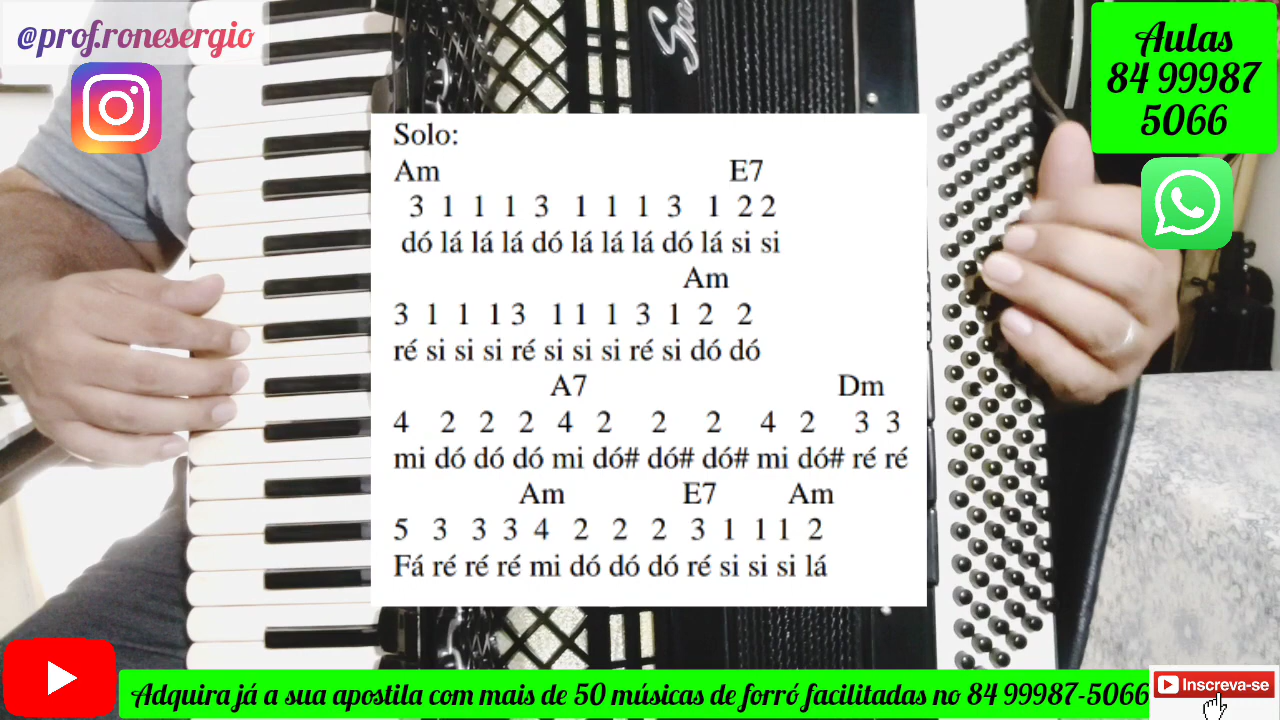 @prof.ronesergio
Aulas
84 99987
5066
Solo:
Am E7
3 1 1 1 3 1 1 1 3 1 2 2
dó lá lá lá dó lá lá lá dó lá si si
Am
3 1 1 1 3 1 1 1 3 1 2 2
ré si si si ré si si si ré si dó dó
A7 Dm
4 2 2 2 4 2 2 2 4 2 3 3
mi dó dó dó mi dó# dó# dó# mi dó# ré ré
Am E7 Am
5 3 3 3 4 2 2 2 3 1 1 1 2
Fá ré ré ré mi dó dó dó ré si si si lá
Adquira já a sua apostila com mais de 50 músicas de forró facilitadas no 84 99987-5066
Inscreva-se